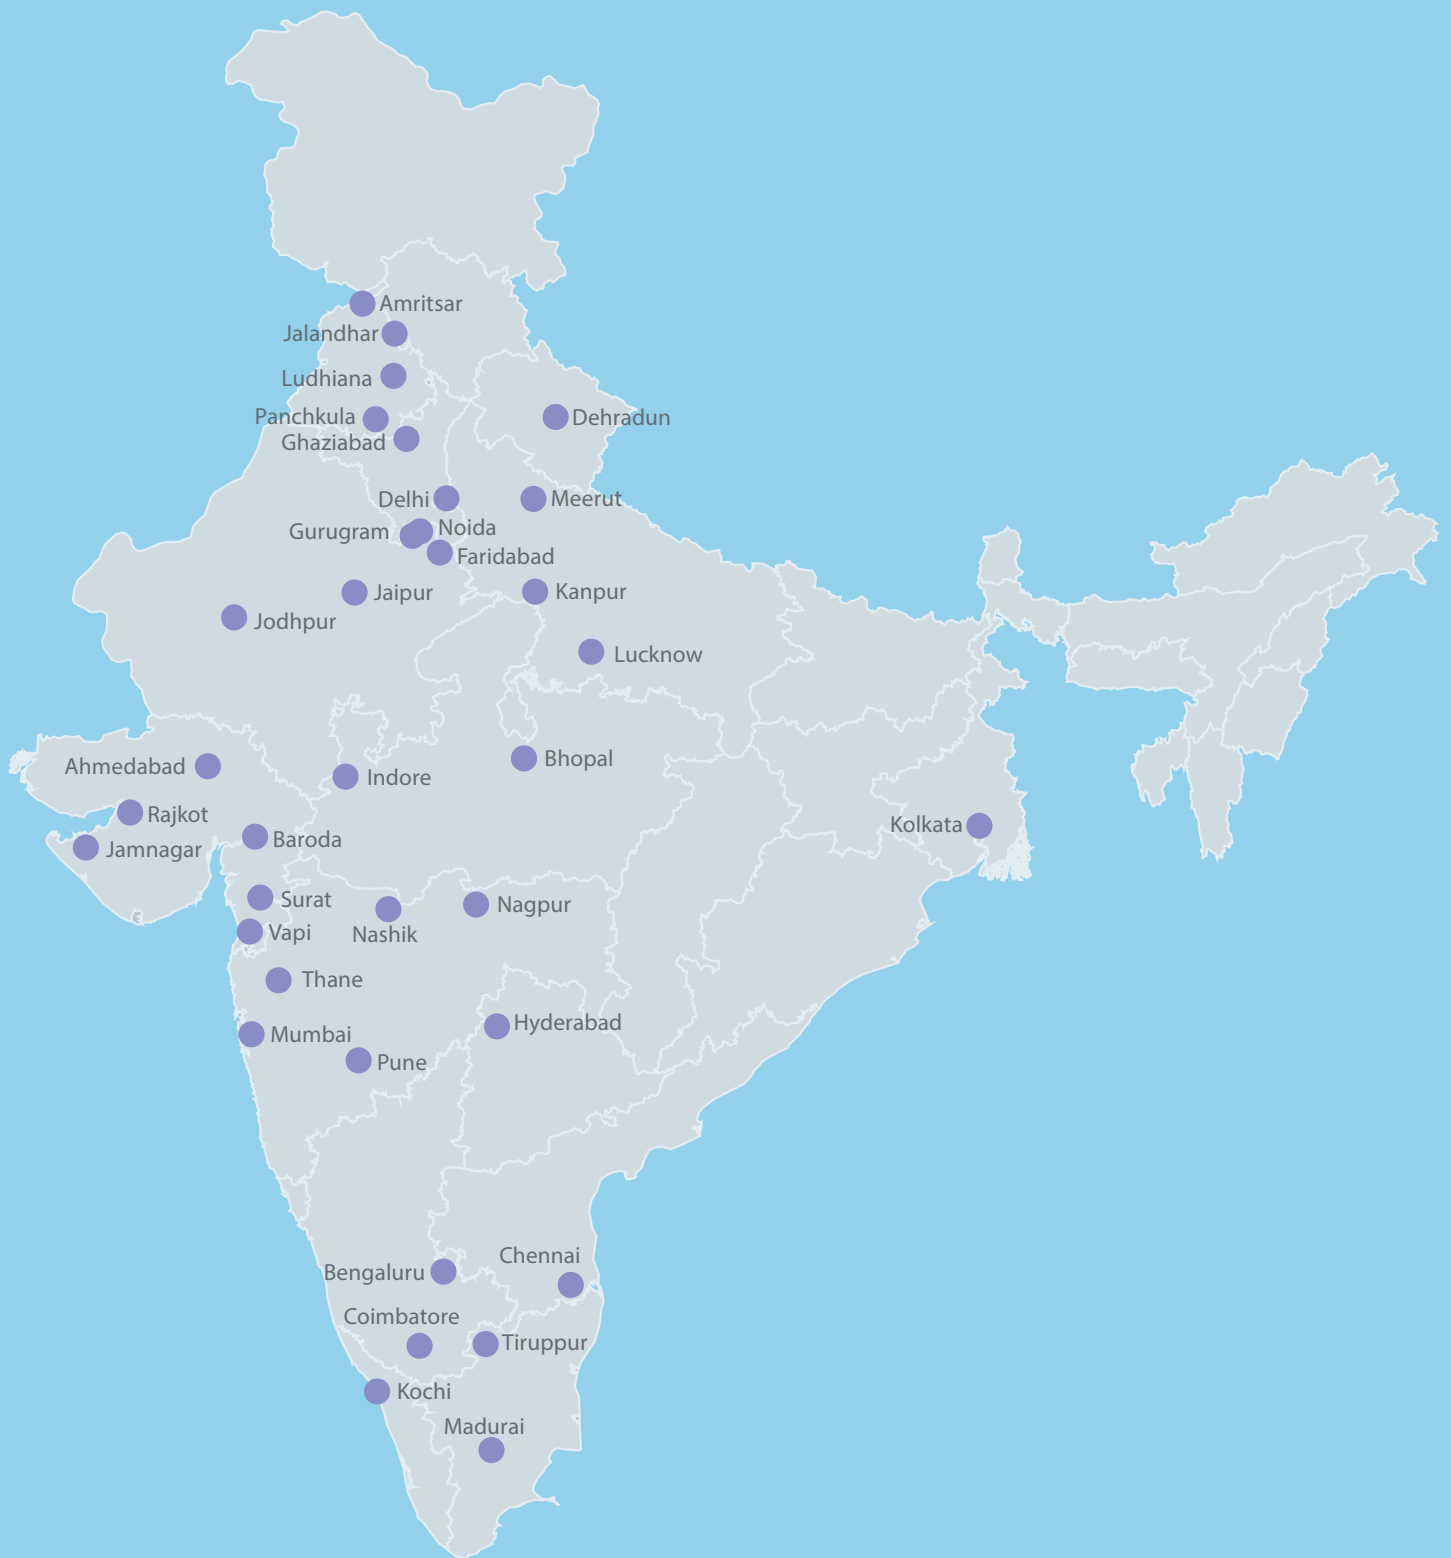 Amritsar
Jalandhar
Ludhiana
Panchkula
Dehradun
Ghaziabad
Delhi
Meerut
Gurugram
Noida
Faridabad
Jaipur
Kanpur
Jodhpur
Lucknow
Ahmedabad
Indore
Bhopal
Rajkot
Kolkata
Jamnagar
Baroda
Surat
Nagpur
Vapi
Nashik
Thane
Hyderabad
Mumbai
Pune
Chennai
Bengaluru
Coimbatore
Tiruppur
Kochi
Madurai